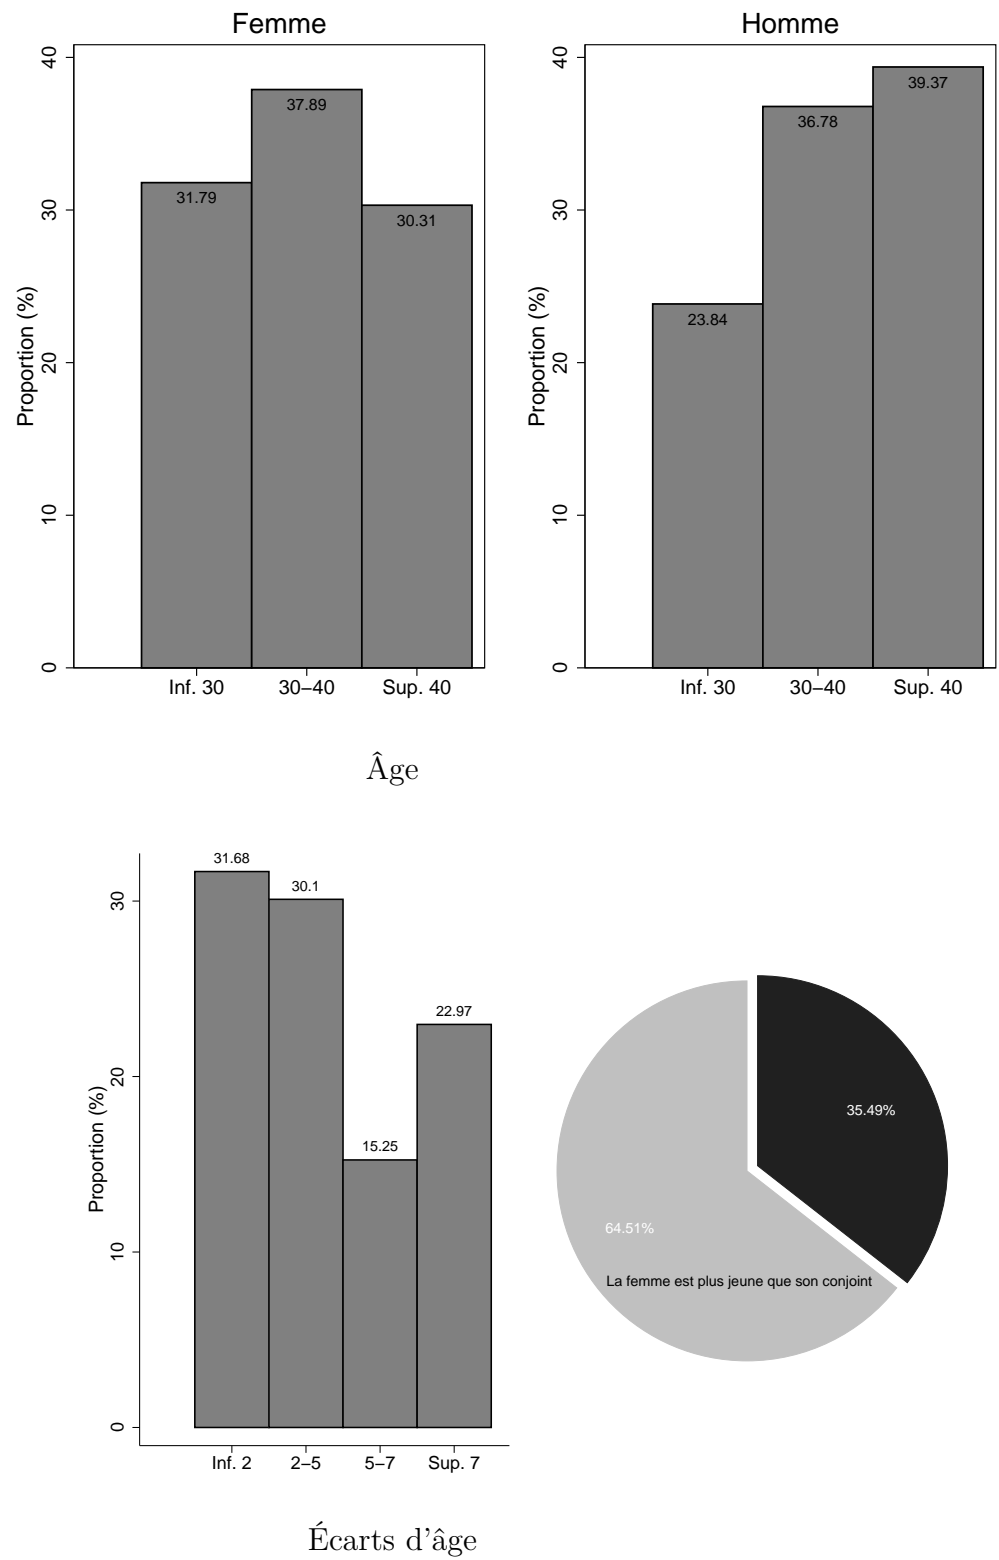 Femme
Homme
Proportion (%)
40
30
20
10
0
37.89
31.79
30.31
Inf. 30 30–40 Sup. 40
Proportion (%)
40
30
20
10
0
39.37
36.78
23.84
Inf. 30 30–40 Sup. 40
Âge
Proportion (%)
30
20
10
0
31.68
30.1
15.25
22.97
Inf. 2 2–5 5–7 Sup. 7
35.49%
64.51%
La femme est plus jeune que son conjoint
Écarts d'âge